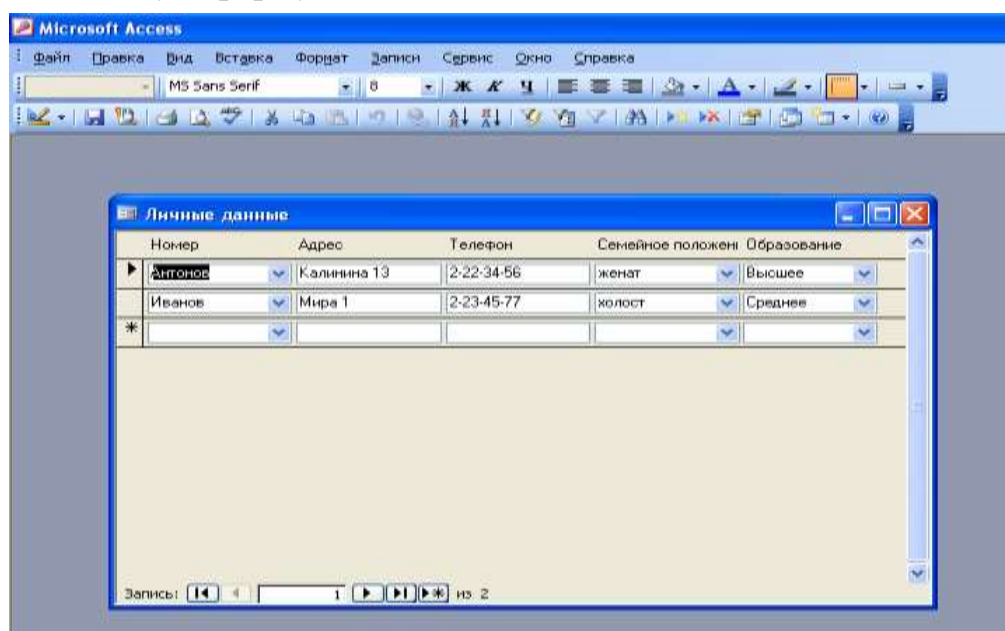 Microsoft Access
Файл Правка Вид Вставка Формат Записи Сервис Окно Справка
MS Sans Serif 8 Ж К Ч
Личные данные
Номер Адрес Телефон Семейное положени Образование
Антонов Калинина 13 2-22-34-56 женат Высшее
Иванов Мира 1 2-23-45-77 холост Среднее
Запись: 1 из 2